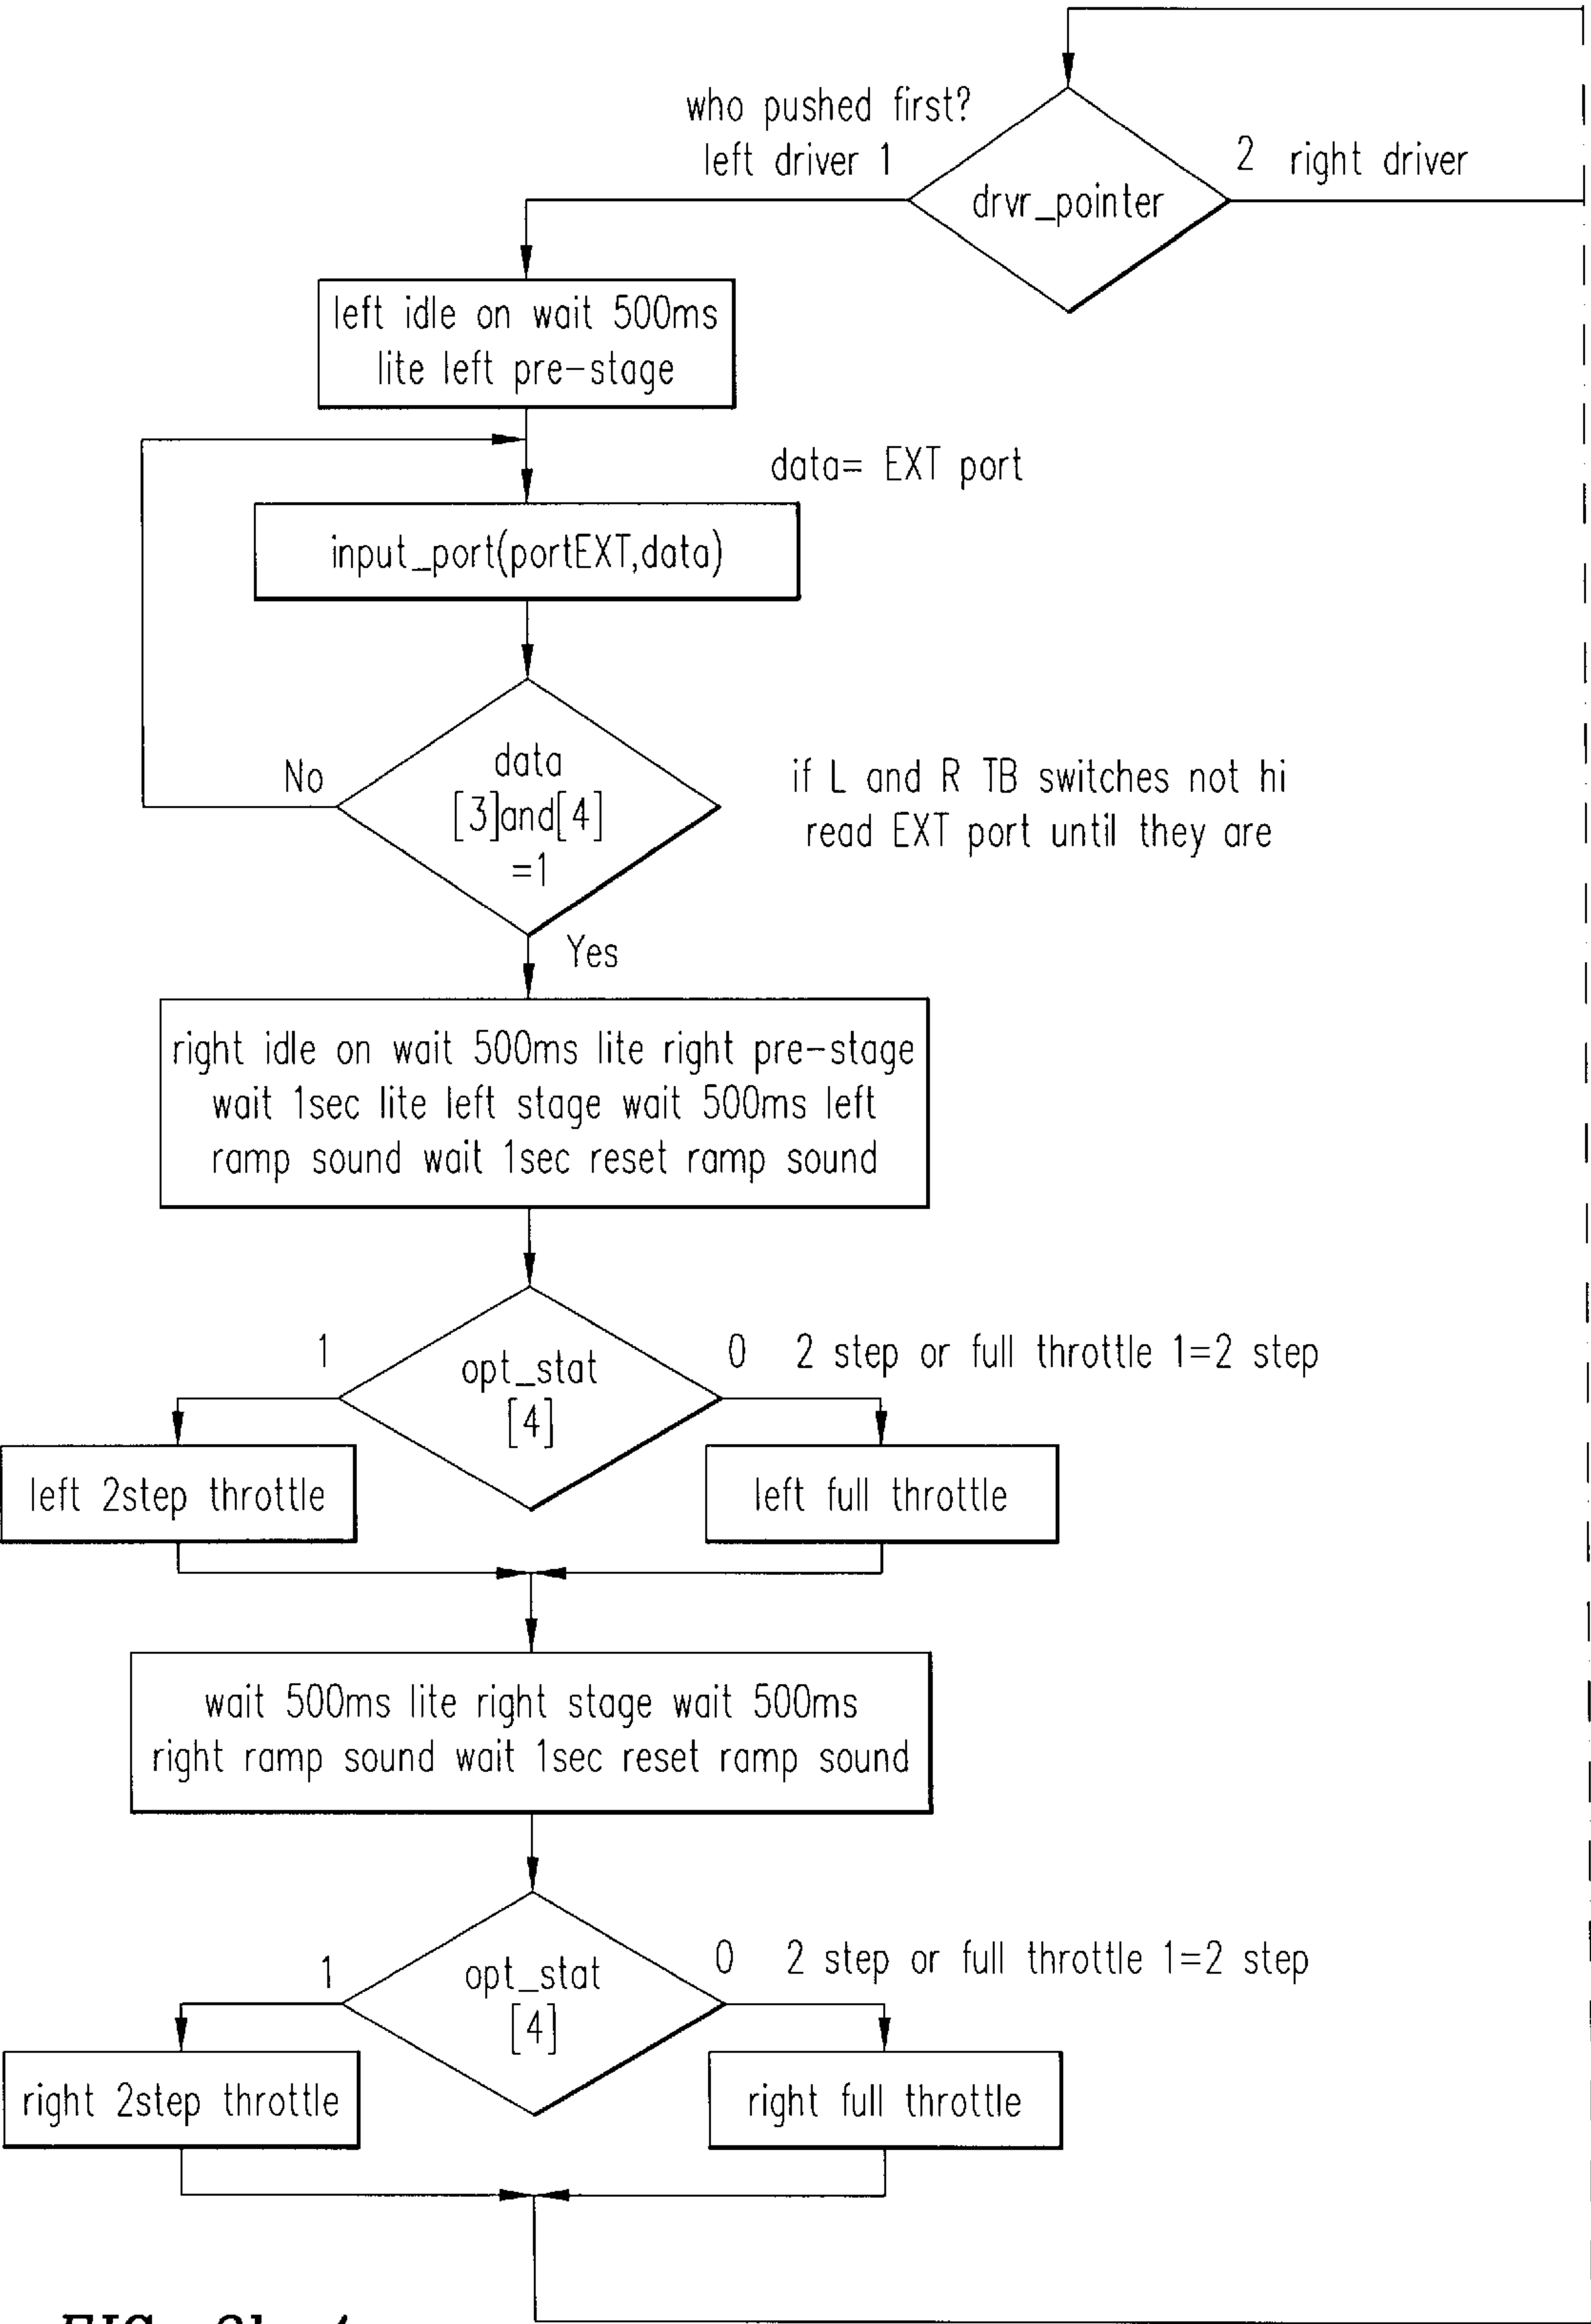 who pushed first?
left driver 1
2 right driver
drvr_pointer
left idle on wait 500ms
lite left pre-stage
data= EXT port
input_port(portEXT,data)
No
data
[3]and[4]
=1
if L and R TB switches not hi
read EXT port until they are
Yes
right idle on wait 500ms lite right pre-stage
wait 1sec lite left stage wait 500ms left
ramp sound wait 1sec reset ramp sound
1
opt_stat
[4]
0 2 step or full throttle 1=2 step
left 2step throttle
left full throttle
wait 500ms lite right stage wait 500ms
right ramp sound wait 1sec reset ramp sound
1
opt_stat
[4]
0 2 step or full throttle 1=2 step
right 2step throttle
right full throttle